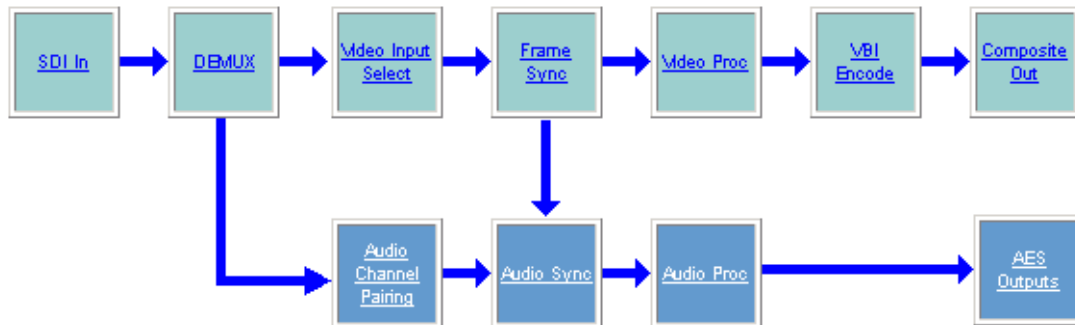 SDI In
DEMUX
Video Input
Select
Frame
Sync
Video Proc
VBI
Encode
Composite
Out
Audio
Channel
Pairing
Audio Sync
Audio Proc
AES
Outputs